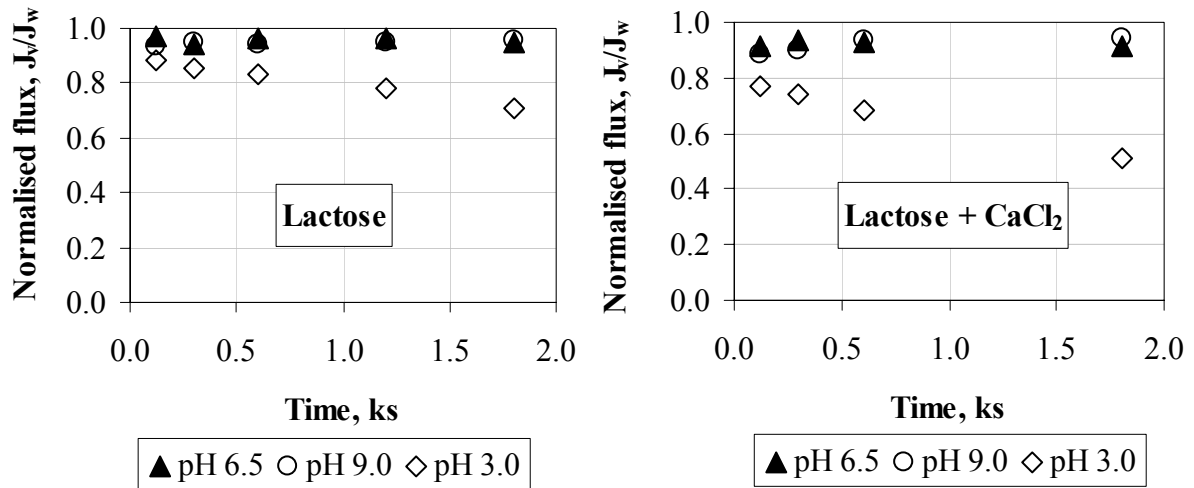 Normalised flux, Jv/Jw
1.0
0.8
0.6
0.4
0.2
0.0
Lactose
0.0 0.5 1.0 1.5 2.0
Time, ks
▲ pH 6.5 ○ pH 9.0 ◇ pH 3.0
Normalised flux, Jv/Jw
1.0
0.8
0.6
0.4
0.2
0.0
Lactose + CaCl₂
0.0 0.5 1.0 1.5 2.0
Time, ks
▲ pH 6.5 ○ pH 9.0 ◇ pH 3.0